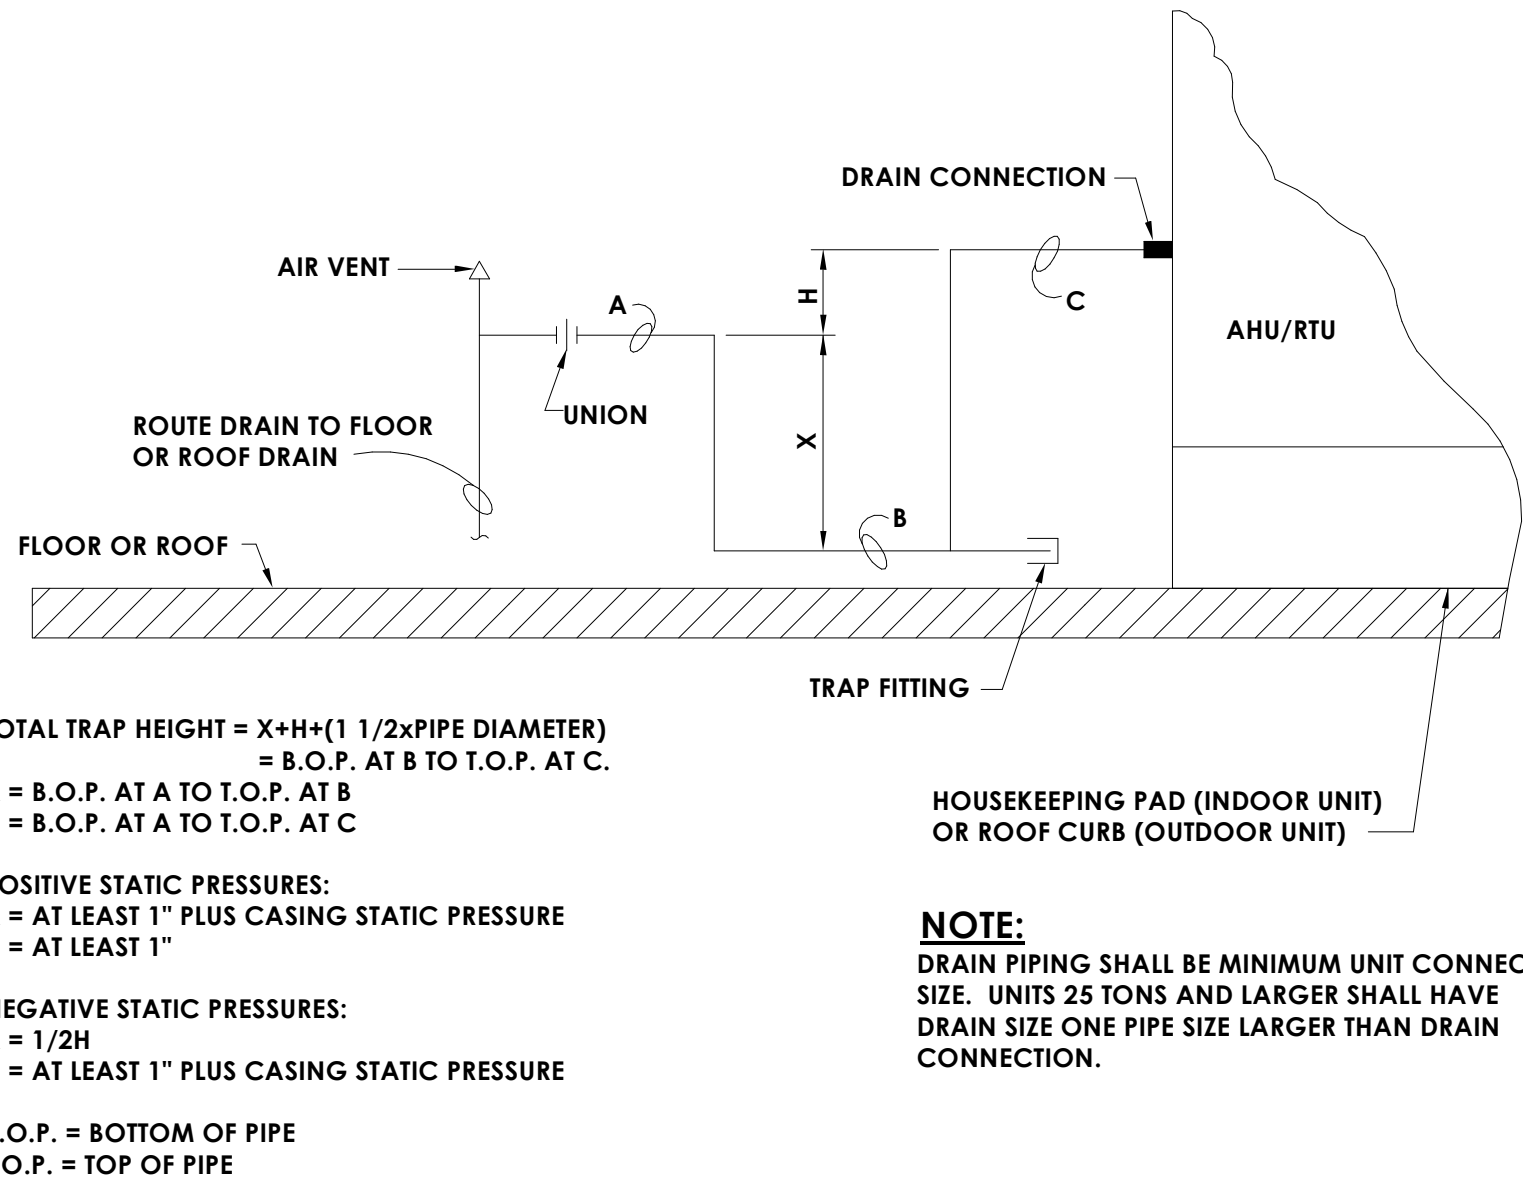 DRAIN CONNECTION
AIR VENT
A
H
C
AHU/RTU
UNION
ROUTE DRAIN TO FLOOR
OR ROOF DRAIN
X
B
FLOOR OR ROOF
TRAP FITTING
OTAL TRAP HEIGHT = X+H+(1 1/2xPIPE DIAMETER)
= B.O.P. AT B TO T.O.P. AT C.
= B.O.P. AT A TO T.O.P. AT B
= B.O.P. AT A TO T.O.P. AT C
OSITIVE STATIC PRESSURES:
= AT LEAST 1" PLUS CASING STATIC PRESSURE
= AT LEAST 1"
NEGATIVE STATIC PRESSURES:
= 1/2H
= AT LEAST 1" PLUS CASING STATIC PRESSURE
.O.P. = BOTTOM OF PIPE
.O.P. = TOP OF PIPE
HOUSEKEEPING PAD (INDOOR UNIT)
OR ROOF CURB (OUTDOOR UNIT)
NOTE:
DRAIN PIPING SHALL BE MINIMUM UNIT CONNEC
SIZE. UNITS 25 TONS AND LARGER SHALL HAVE
DRAIN SIZE ONE PIPE SIZE LARGER THAN DRAIN
CONNECTION.